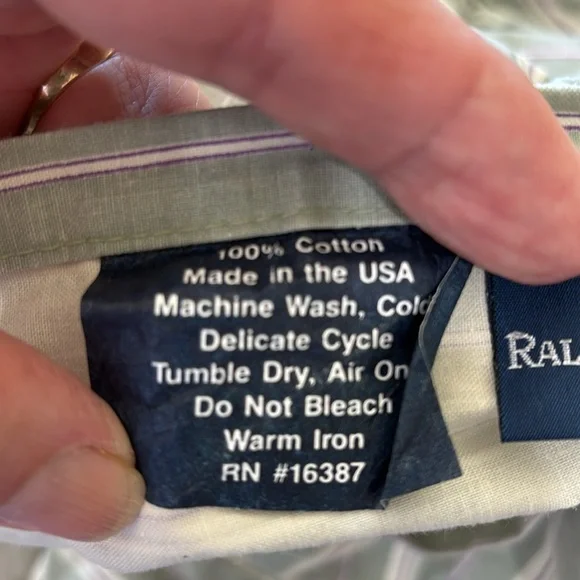 100% Cotton
Made in the USA
Machine Wash, Cold
Delicate Cycle
Tumble Dry, Air On
Do Not Bleach
Warm Iron
RN #16387
RAL